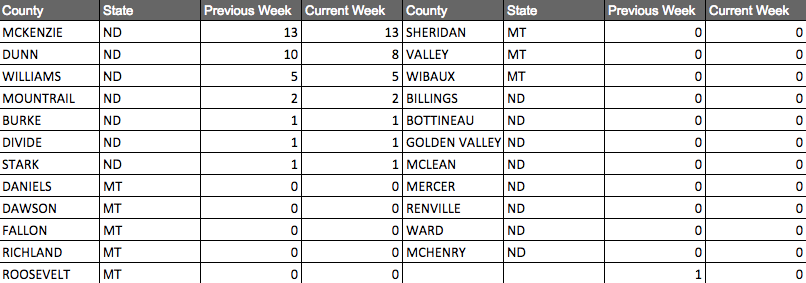 County State Previous Week Current Week County State Previous Week Current Week
MCKENZIE ND 13 13 SHERIDAN MT 0 0
DUNN ND 10 8 VALLEY MT 0 0
WILLIAMS ND 5 5 WIBAUX MT 0 0
MOUNTRAIL ND 2 2 BILLINGS ND 0 0
BURKE ND 1 1 BOTTINEAU ND 0 0
DIVIDE ND 1 1 GOLDEN VALLEY ND 0 0
STARK ND 1 1 MCLEAN ND 0 0
DANIELS MT 0 0 MERCER ND 0 0
DAWSON MT 0 0 RENVILLE ND 0 0
FALLON MT 0 0 WARD ND 0 0
RICHLAND MT 0 0 MCHENRY ND 0 0
ROOSEVELT MT 0 0 1 0